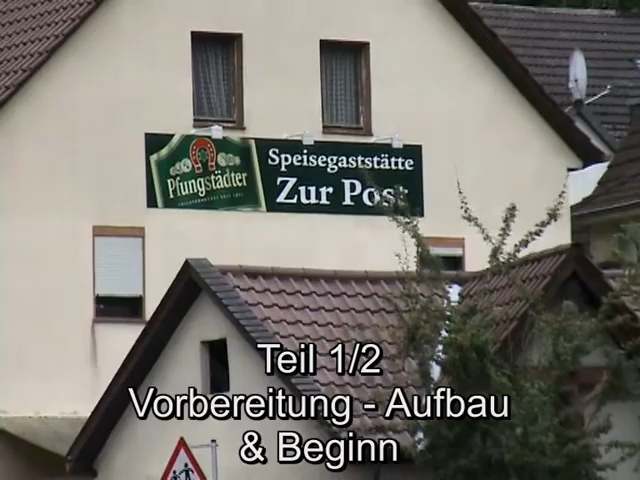 Pfungstädter
Speisegaststätte
Zur Post
Teil 1/2
Vorbereitung - Aufbau
& Beginn